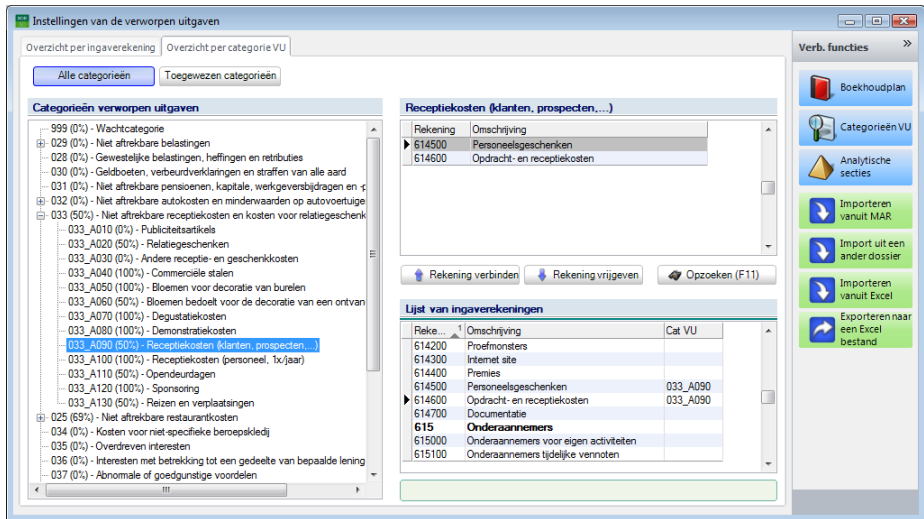 Instellingen van de verworpen uitgaven
Overzicht per ingaverekening
Overzicht per categorie VU
Alle categorieën
Toegewezen categorieën
Categorieën verworpen uitgaven
999 (0%) - Wachtcategorie
029 (0%) - Niet aftrekbare belastingen
028 (0%) - Gewestelijke belastingen, heffingen en retributies
030 (0%) - Geldboeten, verbeurdverklaringen en straffen van alle aard
031 (0%) - Niet aftrekbare pensioenen, kapitale, werkgeversbijdragen en -p
032 (0%) - Niet aftrekbare autokosten en minderwaarden op autovoertuige
033 (50%) - Niet aftrekbare receptiekosten en kosten voor relatiegeschenk
033_A010 (0%) - Publiciteitsartikels
033_A020 (50%) - Relatiegeschenken
033_A030 (0%) - Andere receptie- en geschenkkosten
033_A040 (100%) - Commerciële stalen
033_A050 (100%) - Bloemen voor decoratie van burelen
033_A060 (50%) - Bloemen bedoelt voor de decoratie van een ontvan
033_A070 (100%) - Degustatiekosten
033_A080 (100%) - Demonstratiekosten
033_A090 (50%) - Receptiekosten (klanten, prospecten,...)
033_A100 (100%) - Receptiekosten (personeel, 1x/jaar)
033_A110 (50%) - Opendeurdagen
033_A120 (100%) - Sponsoring
033_A130 (50%) - Reizen en verplaatsingen
025 (69%) - Niet aftrekbare restaurantkosten
034 (0%) - Kosten voor niet-specifieke beroepskledij
035 (0%) - Overdreven interesten
036 (0%) - Interesten met betrekking tot een gedeelte van bepaalde lening
037 (0%) - Abnormale of goedgunstige voordelen
Receptiekosten (klanten, prospecten,...)
Rekening Omschrijving
614500 Personeelsgeschenken
614600 Opdracht- en receptiekosten
Rekening verbinden
Rekening vrijgeven
Opzoeken (F11)
Lijst van ingaverekeningen
Reke... 1 Omschrijving Cat VU
614200 Proefmonsters
614300 Internet site
614400 Premies
614500 Personeelsgeschenken 033_A090
614600 Opdracht- en receptiekosten 033_A090
614700 Documentatie
615 Onderaannemers
615000 Onderaannemers voor eigen activiteiten
615100 Onderaannemers tijdelijke vennoten
Verb. functies »
Boekhoudplan
Categorieën VU
Analytische
secties
Importeren
vanuit MAR
Import uit een
ander dossier
Importeren
vanuit Excel
Exporteren naar
een Excel
bestand